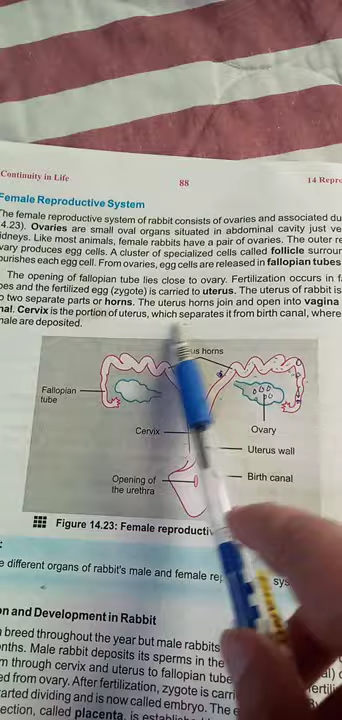 Continuity in Life 88 14 Repro
Female Reproductive System
The female reproductive system of rabbit consists of ovaries and associated du
4.23). Ovaries are small oval organs situated in abdominal cavity just ve
idneys. Like most animals, female rabbits have a pair of ovaries. The outer re
vary produces egg cells. A cluster of specialized cells called follicle surrour
ourishes each egg cell. From ovaries, egg cells are released in fallopian tubes
The opening of fallopian tube lies close to ovary. Fertilization occurs in f
bes and the fertilized egg (zygote) is carried to uterus. The uterus of rabbit is
o two separate parts or horns. The uterus horns join and open into vagina
nal. Cervix is the portion of uterus, which separates it from birth canal, where
nale are deposited.
us horns
Fallopian
tube
Cervix
Ovary
Uterus wall
Opening of
the urethra
Birth canal
Figure 14.23: Female reproducti
:
e different organs of rabbit's male and female rep sys
on and Development in Rabbit
breed throughout the year but male rabbits
nths. Male rabbit deposits its sperms in the al)
m through cervix and uterus to fallopian tube
ed from ovary. After fertilization, zygote is carri
arted dividing and is now called embryo. The e
ection, called placenta, is establis